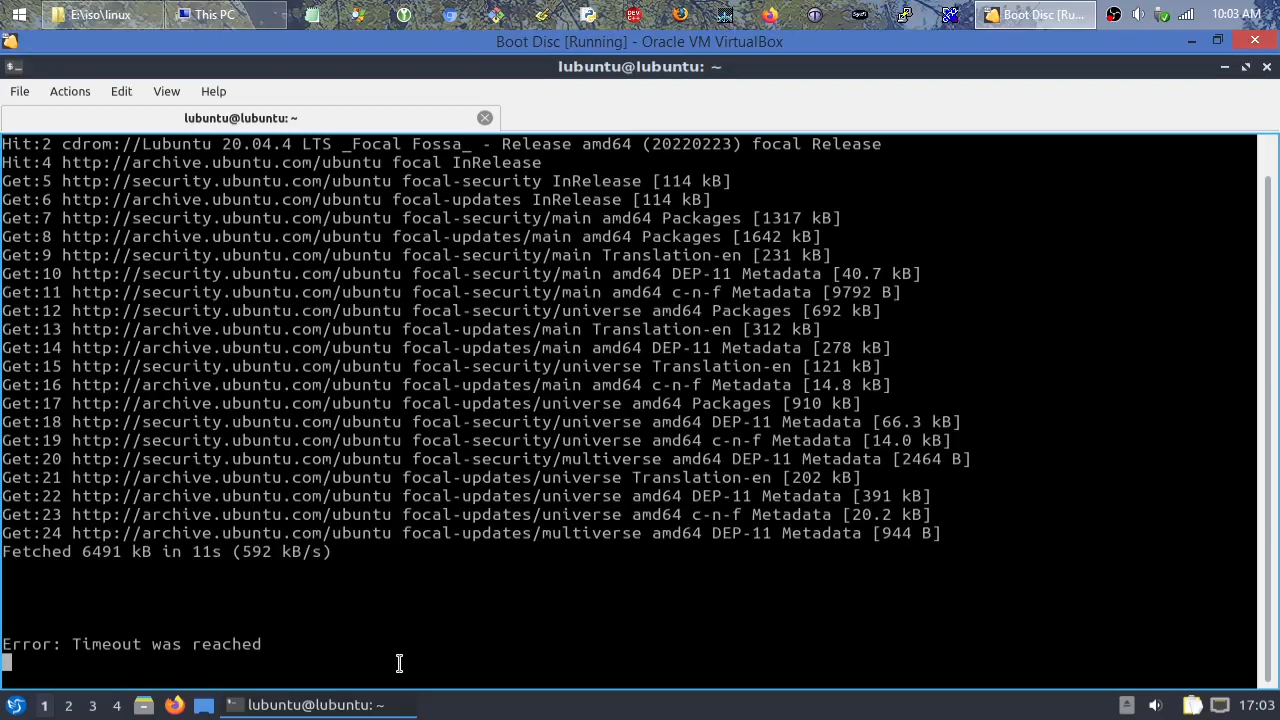 E:\iso\linux
This PC
Boot Disc [Ru...
10:03 AM
Boot Disc [Running] - Oracle VM VirtualBox
lubuntu@lubuntu: ~
File Actions Edit View Help
lubuntu@lubuntu: ~
Hit:2 cdrom://Lubuntu 20.04.4 LTS _Focal Fossa_ - Release amd64 (20220223) focal Release
Hit:4 http://archive.ubuntu.com/ubuntu focal InRelease
Get:5 http://security.ubuntu.com/ubuntu focal-security InRelease [114 kB]
Get:6 http://archive.ubuntu.com/ubuntu focal-updates InRelease [114 kB]
Get:7 http://security.ubuntu.com/ubuntu focal-security/main amd64 Packages [1317 kB]
Get:8 http://archive.ubuntu.com/ubuntu focal-updates/main amd64 Packages [1642 kB]
Get:9 http://security.ubuntu.com/ubuntu focal-security/main Translation-en [231 kB]
Get:10 http://security.ubuntu.com/ubuntu focal-security/main amd64 DEP-11 Metadata [40.7 kB]
Get:11 http://security.ubuntu.com/ubuntu focal-security/main amd64 c-n-f Metadata [9792 B]
Get:12 http://security.ubuntu.com/ubuntu focal-security/universe amd64 Packages [692 kB]
Get:13 http://archive.ubuntu.com/ubuntu focal-updates/main Translation-en [312 kB]
Get:14 http://archive.ubuntu.com/ubuntu focal-updates/main amd64 DEP-11 Metadata [278 kB]
Get:15 http://security.ubuntu.com/ubuntu focal-security/universe Translation-en [121 kB]
Get:16 http://archive.ubuntu.com/ubuntu focal-updates/main amd64 c-n-f Metadata [14.8 kB]
Get:17 http://archive.ubuntu.com/ubuntu focal-updates/universe amd64 Packages [910 kB]
Get:18 http://security.ubuntu.com/ubuntu focal-security/universe amd64 DEP-11 Metadata [66.3 kB]
Get:19 http://security.ubuntu.com/ubuntu focal-security/universe amd64 c-n-f Metadata [14.0 kB]
Get:20 http://security.ubuntu.com/ubuntu focal-security/multiverse amd64 DEP-11 Metadata [2464 B]
Get:21 http://archive.ubuntu.com/ubuntu focal-updates/universe Translation-en [202 kB]
Get:22 http://archive.ubuntu.com/ubuntu focal-updates/universe amd64 DEP-11 Metadata [391 kB]
Get:23 http://archive.ubuntu.com/ubuntu focal-updates/universe amd64 c-n-f Metadata [20.2 kB]
Get:24 http://archive.ubuntu.com/ubuntu focal-updates/multiverse amd64 DEP-11 Metadata [944 B]
Fetched 6491 kB in 11s (592 kB/s)
Error: Timeout was reached
1 2 3 4
lubuntu@lubuntu: ~
17:03